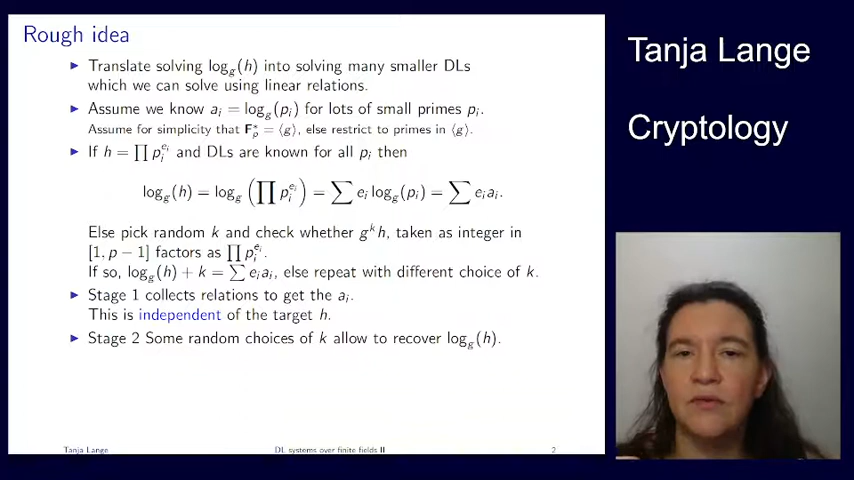 Rough idea
▶ Translate solving log_g(h) into solving many smaller DLs
which we can solve using linear relations.
▶ Assume we know a_i = log_g(p_i) for lots of small primes p_i.
Assume for simplicity that F_p^* = ⟨g⟩, else restrict to primes in ⟨g⟩.
▶ If h = ∏ p_i^{e_i} and DLs are known for all p_i then
log_g(h) = log_g (∏ p_i^{e_i}) = ∑ e_i log_g(p_i) = ∑ e_i a_i.
Else pick random k and check whether g^k h, taken as integer in
[1, p − 1] factors as ∏ p_i^{e_i}.
If so, log_g(h) + k = ∑ e_i a_i, else repeat with different choice of k.
▶ Stage 1 collects relations to get the a_i.
This is independent of the target h.
▶ Stage 2 Some random choices of k allow to recover log_g(h).
Tanja Lange DL systems over finite fields II 2
Tanja Lange
Cryptology